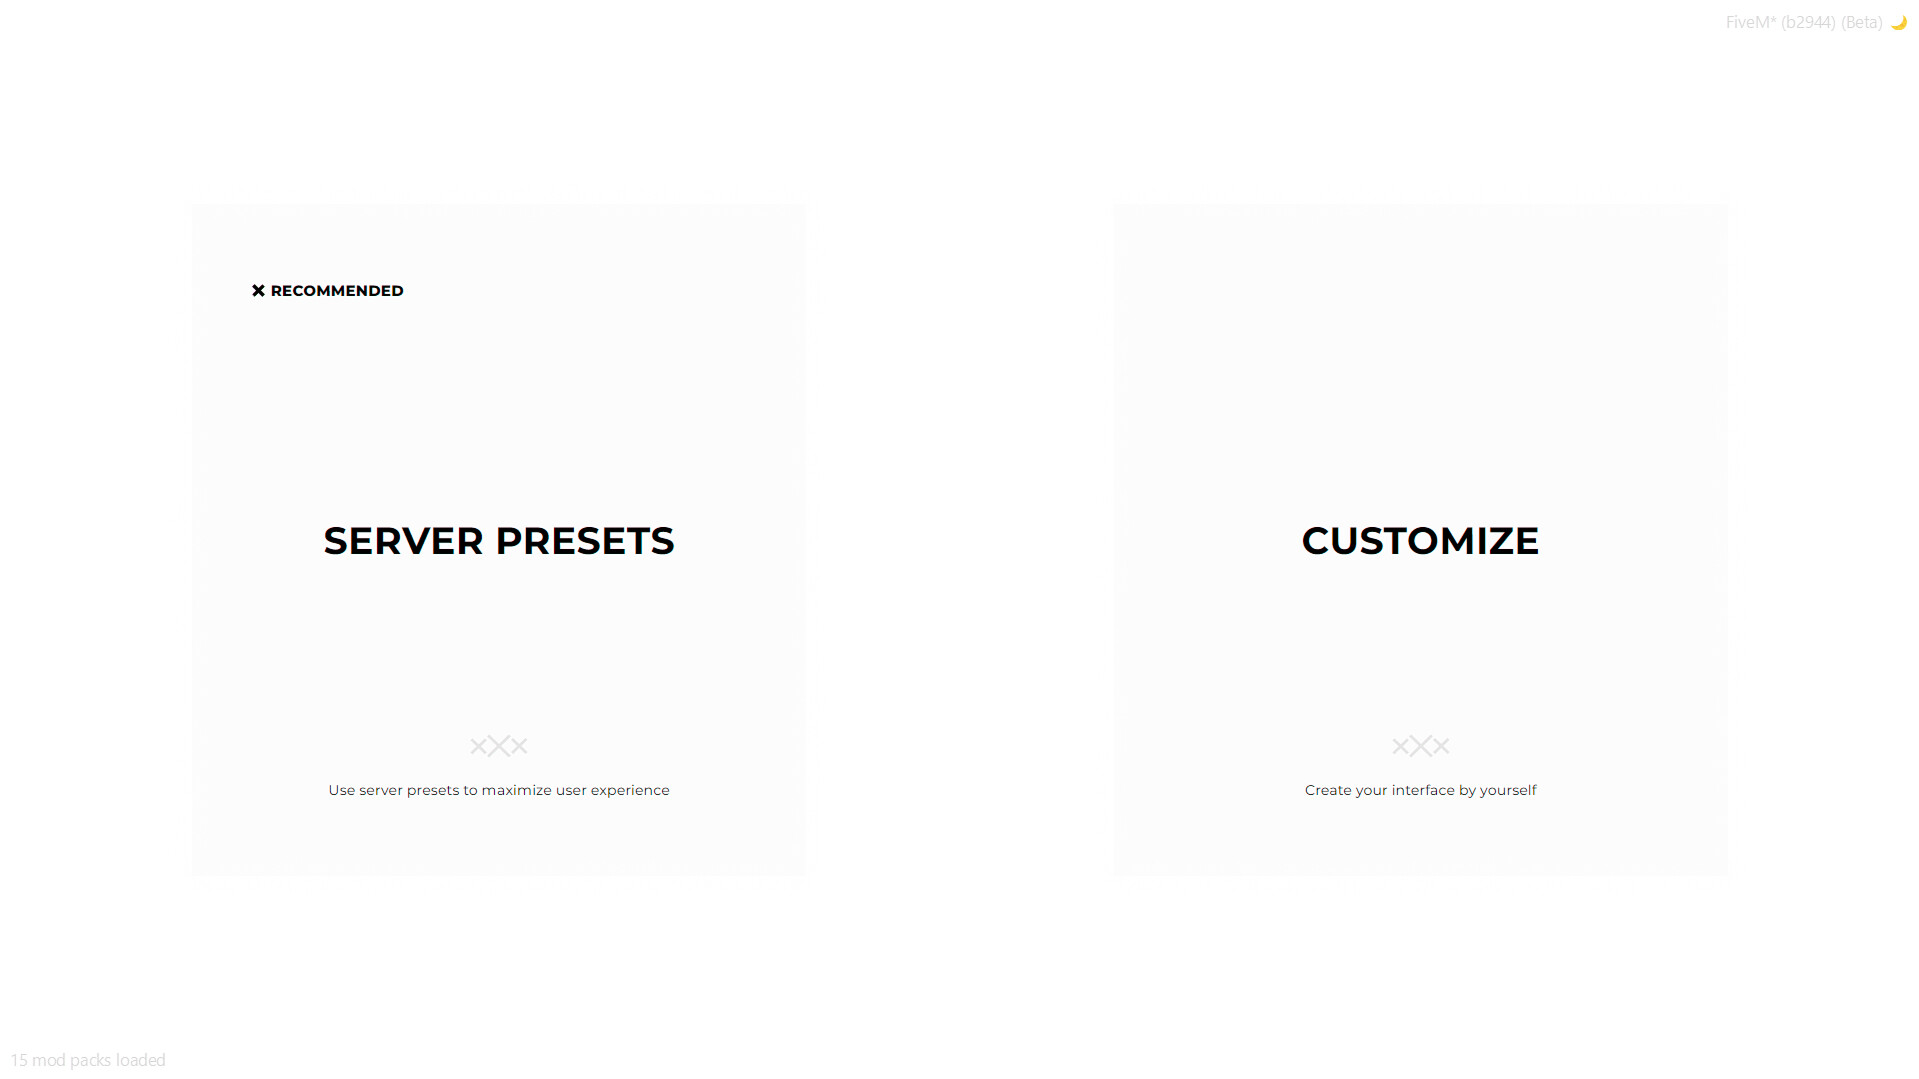 FiveM* (b2944) (Beta) 🌙
✕ RECOMMENDED
SERVER PRESETS
Use server presets to maximize user experience
CUSTOMIZE
Create your interface by yourself
15 mod packs loaded